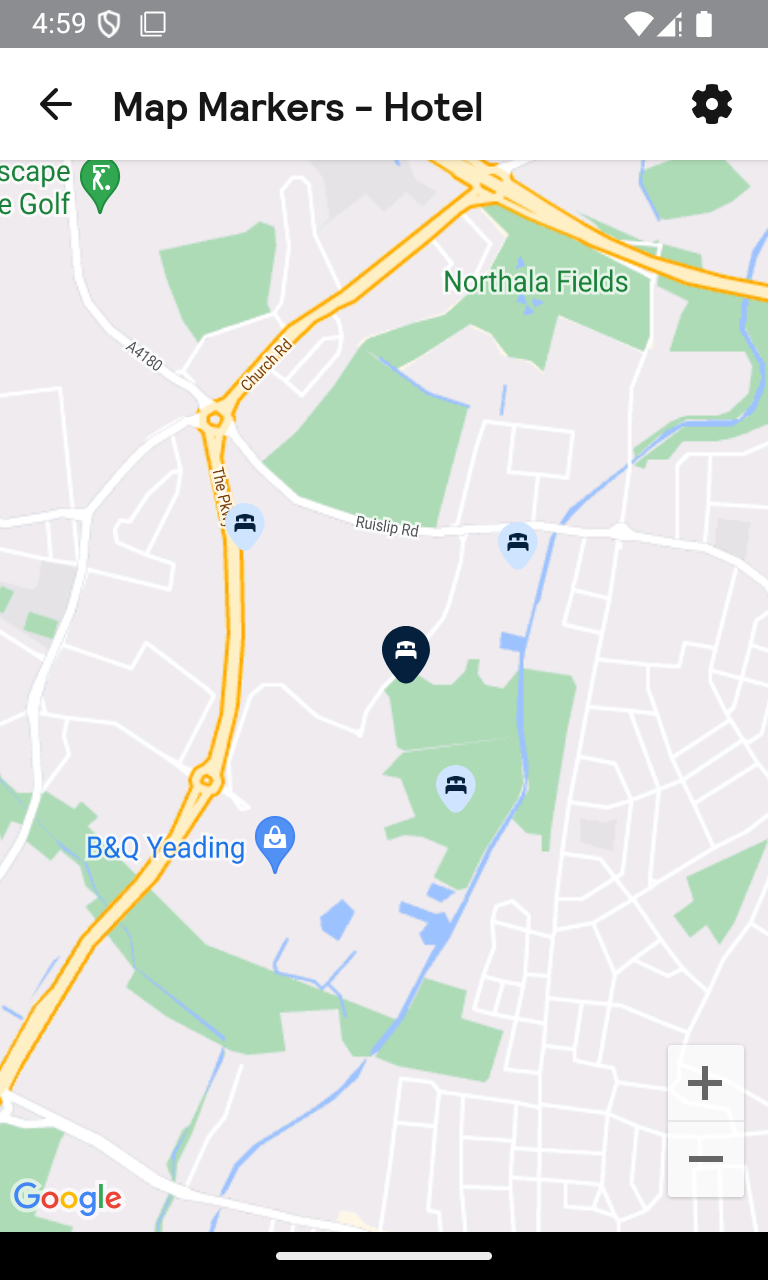 4:59
Map Markers – Hotel
scape
e Golf
Northala Fields
A4180
Church Rd
The Pkwy
Ruislip Rd
B&Q Yeading
+
−
Google